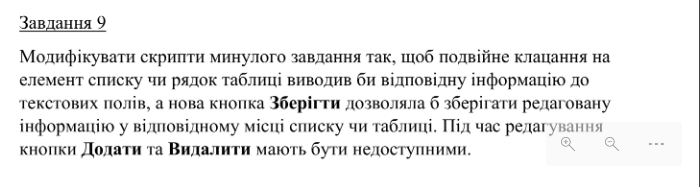 Завдання 9
Модифікувати скрипти минулого завдання так, щоб подвійне клацання на
елемент списку чи рядок таблиці виводив би відповідну інформацію до
текстових полів, а нова кнопка Зберігти дозволяла б зберігати редаговану
інформацію у відповідному місці списку чи таблиці. Під час редагування
кнопки Додати та Видалити мають бути недоступними.